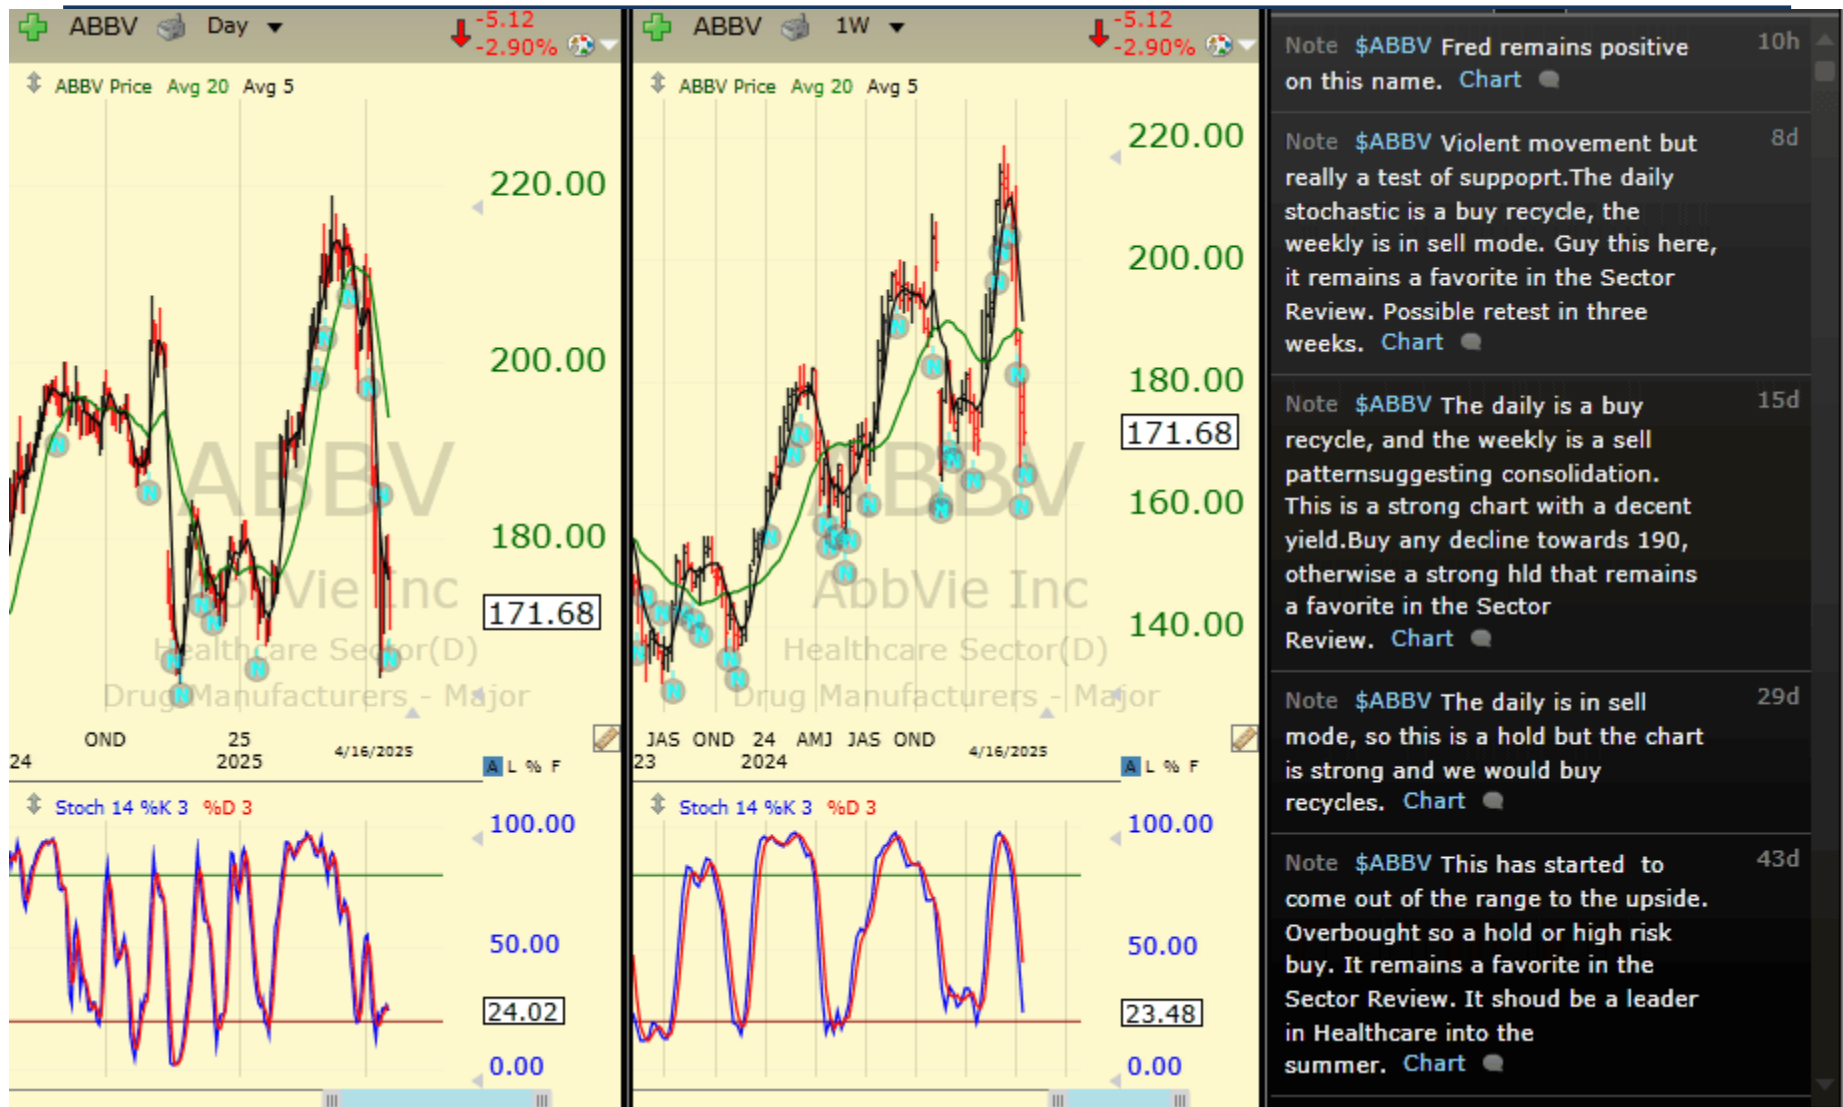 ABBV Day
-5.12
-2.90%
ABBV Price Avg 20 Avg 5
220.00
200.00
180.00
171.68
ABBV
AbbVie Inc
Healthcare Sector(D)
Drug Manufacturers - Major
OND 25
24 2025 4/16/2025
A L % F
Stoch 14 %K 3 %D 3
100.00
50.00
24.02
0.00
ABBV 1W
-5.12
-2.90%
ABBV Price Avg 20 Avg 5
220.00
200.00
180.00
171.68
160.00
140.00
ABBV
AbbVie Inc
Healthcare Sector(D)
Drug Manufacturers - Major
JAS OND 24 AMJ JAS OND
23 2024 4/16/2025
A L % F
Stoch 14 %K 3 %D 3
100.00
50.00
23.48
0.00
Note $ABBV Fred remains positive 10h
on this name. Chart
Note $ABBV Violent movement but 8d
really a test of suppoprt.The daily
stochastic is a buy recycle, the
weekly is in sell mode. Guy this here,
it remains a favorite in the Sector
Review. Possible retest in three
weeks. Chart
Note $ABBV The daily is a buy 15d
recycle, and the weekly is a sell
patternsuggesting consolidation.
This is a strong chart with a decent
yield.Buy any decline towards 190,
otherwise a strong hld that remains
a favorite in the Sector
Review. Chart
Note $ABBV The daily is in sell 29d
mode, so this is a hold but the chart
is strong and we would buy
recycles. Chart
Note $ABBV This has started to 43d
come out of the range to the upside.
Overbought so a hold or high risk
buy. It remains a favorite in the
Sector Review. It shoud be a leader
in Healthcare into the
summer. Chart